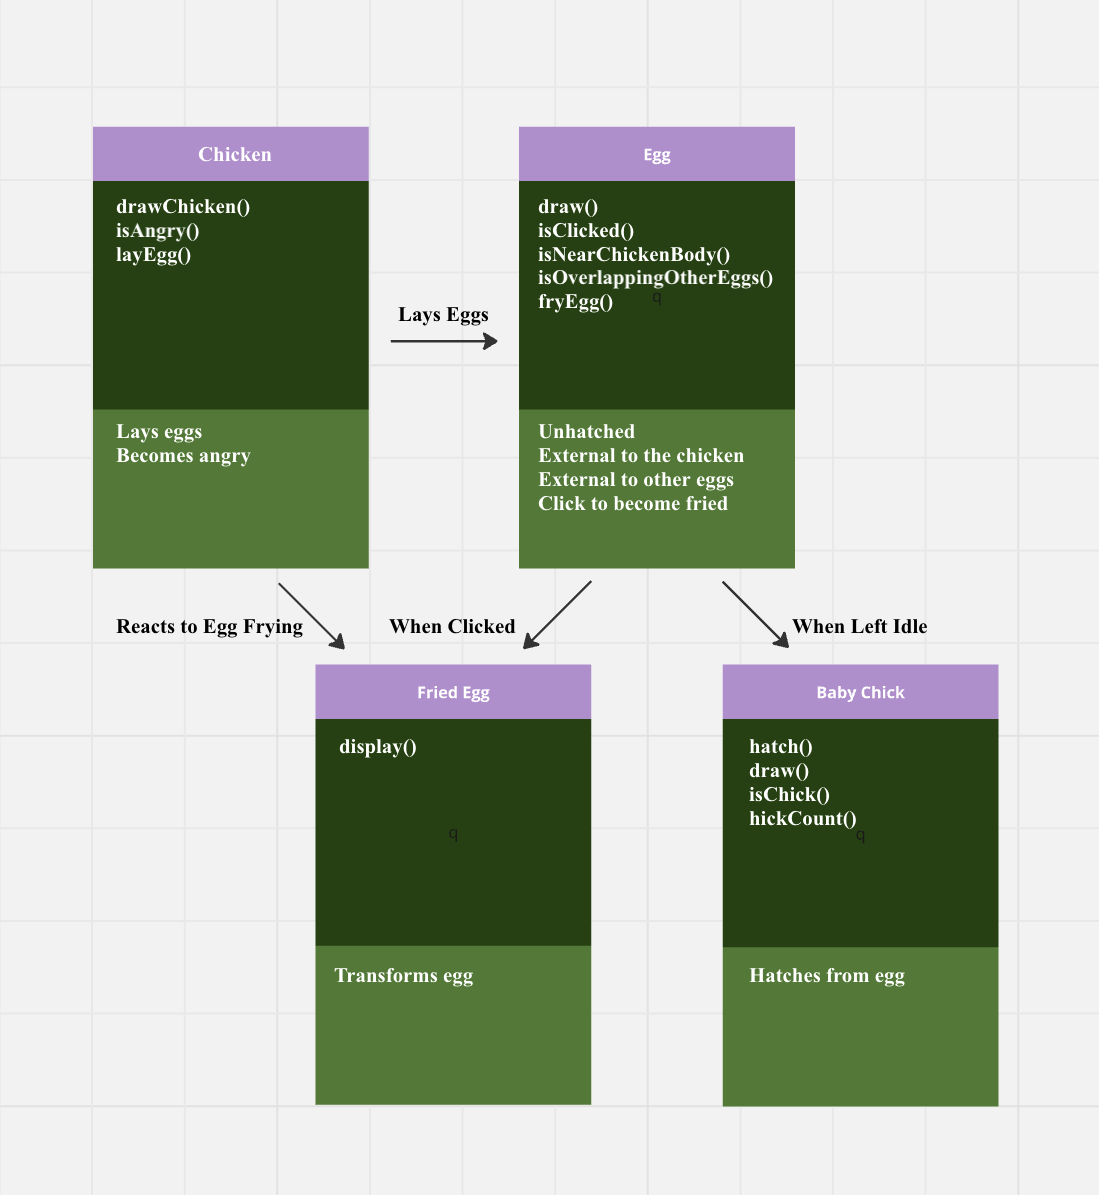 Chicken
drawChicken()
isAngry()
layEgg()
Lays eggs
Becomes angry
Lays Eggs
Egg
draw()
isClicked()
isNearChickenBody()
isOverlappingOtherEggs()
fryEgg()
q
Unhatched
External to the chicken
External to other eggs
Click to become fried
Reacts to Egg Frying
When Clicked
When Left Idle
Fried Egg
display()
q
Transforms egg
Baby Chick
hatch()
draw()
isChick()
hickCount()
q
Hatches from egg